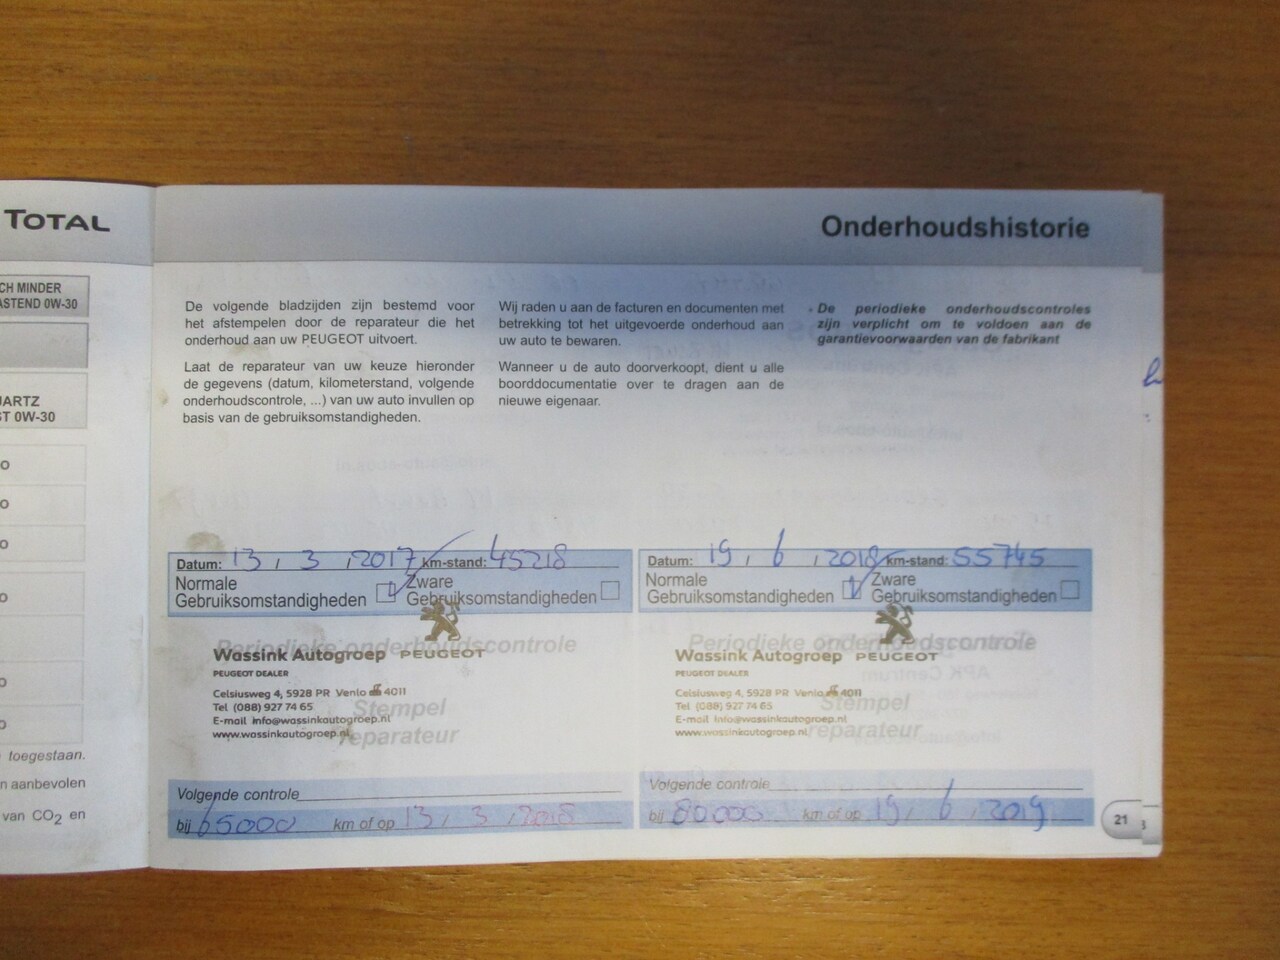 TOTAL
CH MINDER
ASTEND 0W-30
JARTZ
ST 0W-30
toegestaan.
n aanbevolen
van CO2 en
Onderhoudshistorie
De volgende bladzijden zijn bestemd voor
het afstempelen door de reparateur die het
onderhoud aan uw PEUGEOT uitvoert.
Laat de reparateur van uw keuze hieronder
de gegevens (datum, kilometerstand, volgende
onderhoudscontrole, ...) van uw auto invullen op
basis van de gebruiksomstandigheden.
Wij raden u aan de facturen en documenten met
betrekking tot het uitgevoerde onderhoud aan
uw auto te bewaren.
Wanneer u de auto doorverkoopt, dient u alle
boorddocumentatie over te dragen aan de
nieuwe eigenaar.
De periodieke onderhoudscontroles
zijn verplicht om te voldoen aan de
garantievoorwaarden van de fabrikant
Datum: 13 , 3 , 2017 km-stand: 45218
Normale
Gebruiksomstandigheden
Zware
Gebruiksomstandigheden
Periodieke onderhoudscontrole
Wassink Autogroep PEUGEOT
PEUGEOT DEALER
Celsiusweg 4, 5928 PR Venlo 4011
Tel (088) 927 74 65
E-mail info@wassinkautogroep.nl
www.wassinkautogroep.nl
Stempel
reparateur
Volgende controle
bij 65000 km of op 13 , 3 , 2018
Datum: 19 , 6 , 2018 km-stand: 55745
Normale
Gebruiksomstandigheden
Zware
Gebruiksomstandigheden
Periodieke onderhoudscontrole
Wassink Autogroep PEUGEOT
PEUGEOT DEALER
Celsiusweg 4, 5928 PR Venlo 4011
Tel (088) 927 74 65
E-mail info@wassinkautogroep.nl
www.wassinkautogroep.nl
Stempel
reparateur
Volgende controle
bij 80000 km of op 19 , 6 , 2019
21